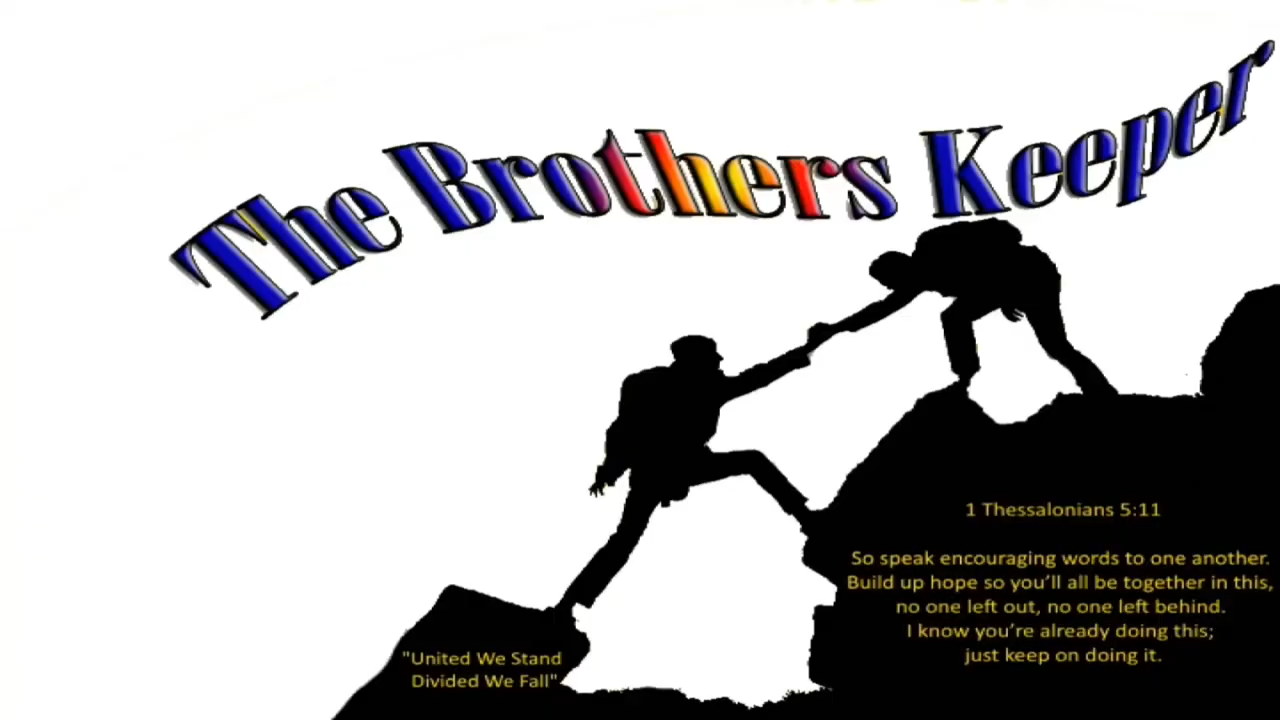 The Brothers Keeper
1 Thessalonians 5:11
So speak encouraging words to one another.
Build up hope so you’ll all be together in this,
no one left out, no one left behind.
I know you’re already doing this;
just keep on doing it.
"United We Stand
Divided We Fall"